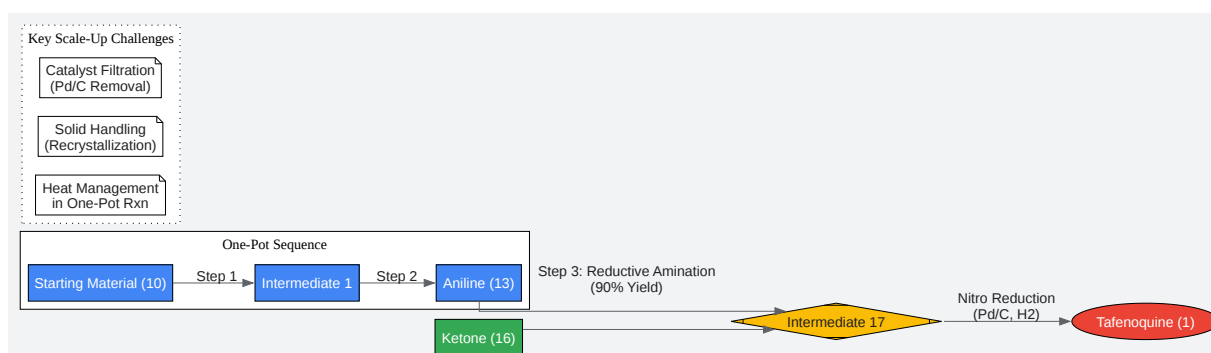 Key Scale-Up Challenges
Catalyst Filtration
(Pd/C Removal)
Solid Handling
(Recrystallization)
Heat Management
in One-Pot Rxn
One-Pot Sequence
Starting Material (10)
Step 1
Intermediate 1
Step 2
Aniline (13)
Step 3: Reductive Amination
(90% Yield)
Ketone (16)
Intermediate 17
Nitro Reduction
(Pd/C, H2)
Tafenoquine (1)